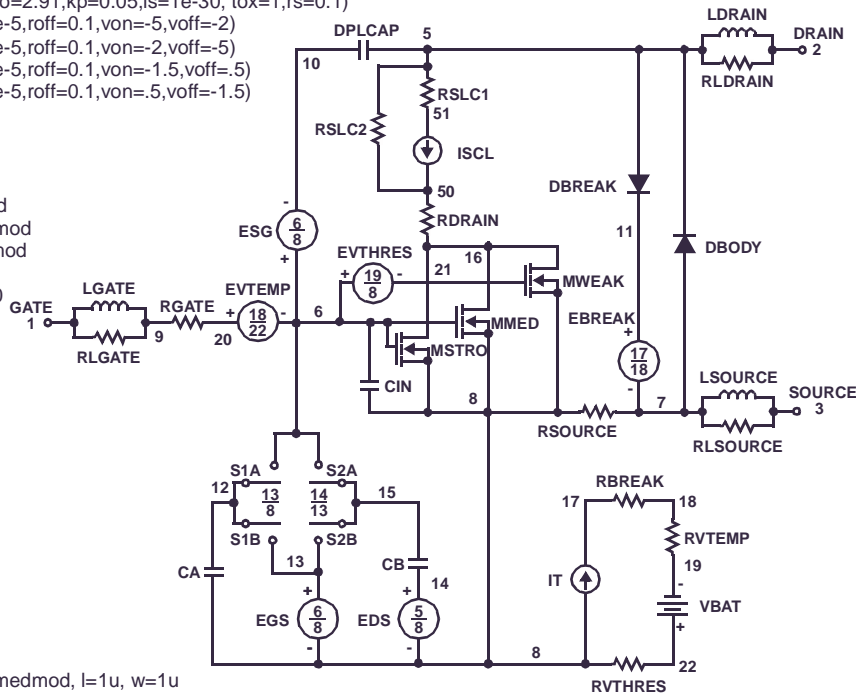 o=2.91,kp=0.05,is=1e-30, tox=1,rs=0.1)
e-5,roff=0.1,von=-5,voff=-2)
e-5,roff=0.1,von=-2,voff=-5)
e-5,roff=0.1,von=-1.5,voff=.5)
e-5,roff=0.1,von=.5,voff=-1.5)
d
mod
mod
0
medmod, l=1u, w=1u
DPLCAP
5
10
LDRAIN
DRAIN
2
RLDRAIN
RSLC1
51
RSLC2
ISCL
50
RDRAIN
DBREAK
11
DBODY
-
ESG
6
8
+
EVTHRES
+ 19 -
8
21
16
MWEAK
LGATE
GATE
1
RLGATE
9
RGATE
20
EVTEMP
+ 18 -
22
6
MMED
MSTRO
CIN
EBREAK
+
17
18
-
8
RSOURCE
7
LSOURCE
SOURCE
3
RLSOURCE
S1A
S2A
12
13
8
14
13
15
S1B
S2B
13
CA
CB
14
+
EGS
6
8
-
+
EDS
5
8
-
RBREAK
17
18
RVTEMP
19
IT
-
VBAT
+
8
22
RVTHRES